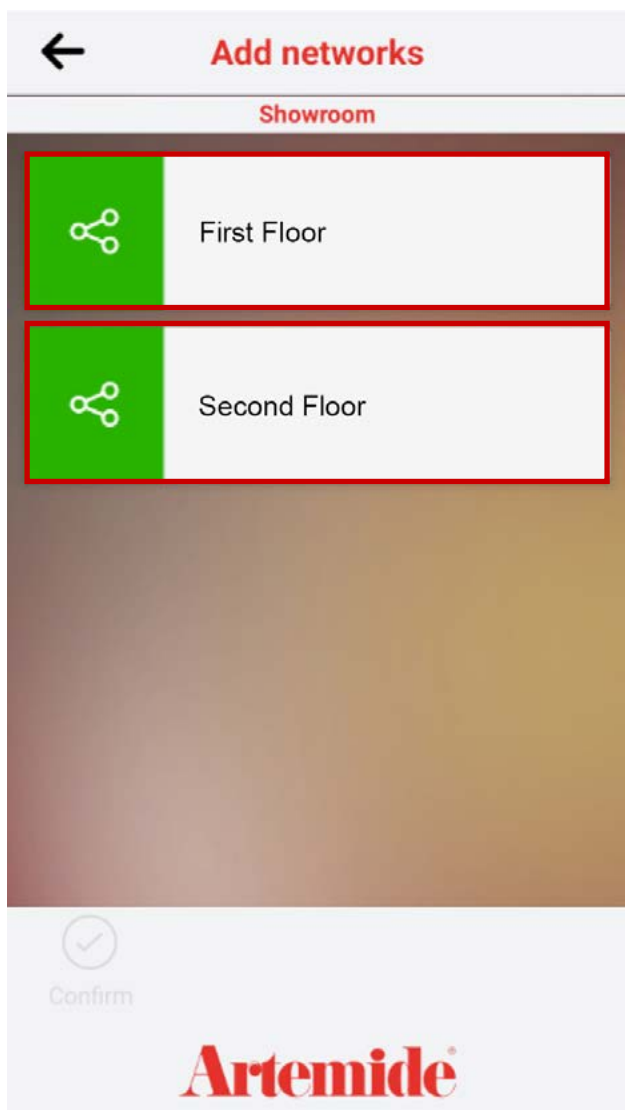 Add networks
Showroom
First Floor
Second Floor
Confirm
Artemide®